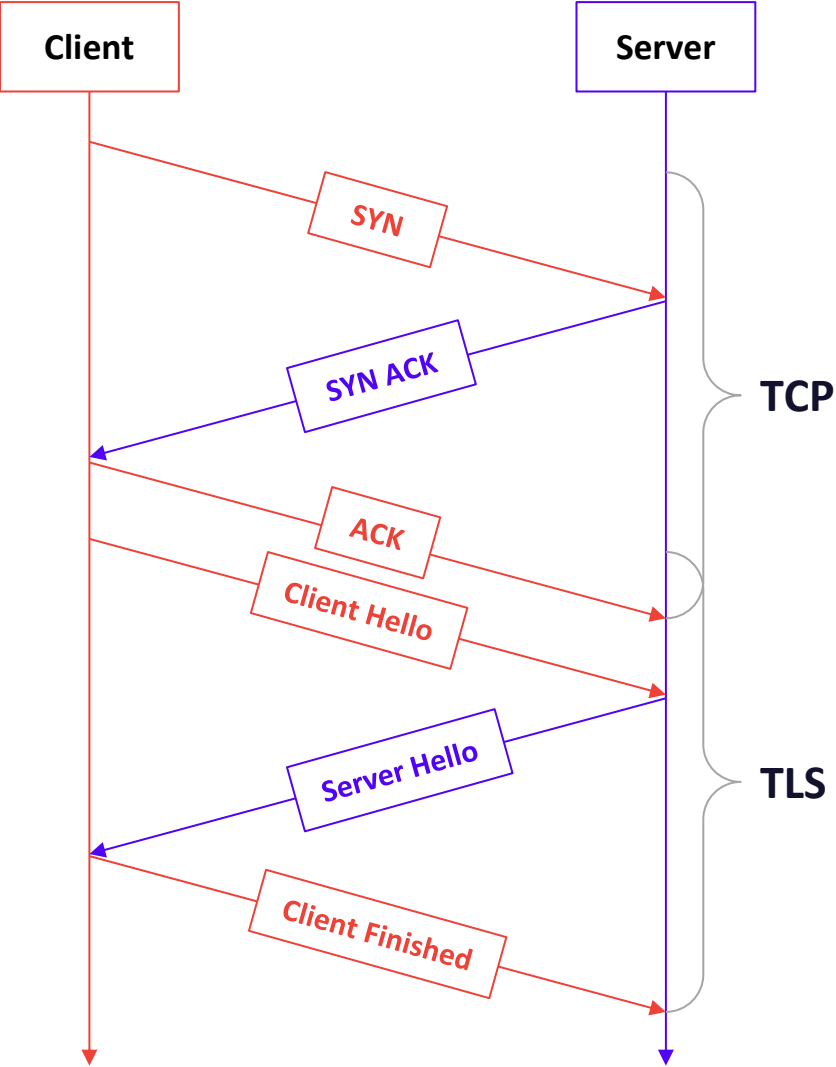 Client
Server
SYN
SYN ACK
TCP
ACK
Client Hello
Server Hello
TLS
Client Finished